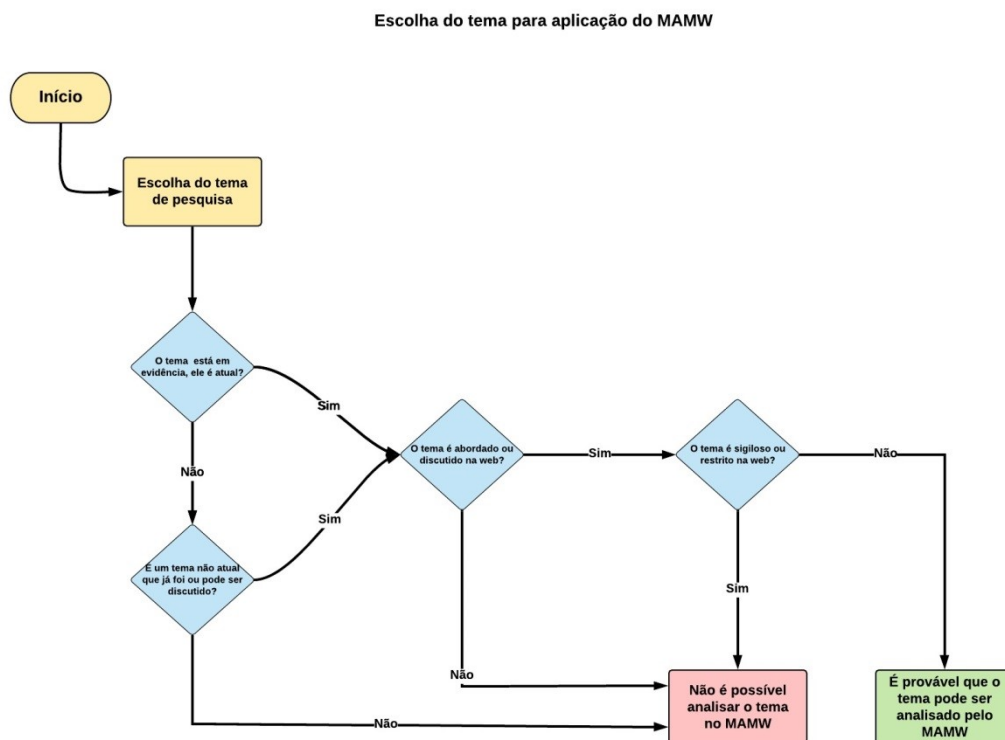 Escolha do tema para aplicação do MAMW
Início
Escolha do tema
de pesquisa
O tema está em
evidência, ele é atual?
Sim
Não
O tema é abordado ou
discutido na web?
Sim
O tema é sigiloso ou
restrito na web?
Não
Sim
É um tema não atual
que já foi ou pode ser
discutido?
Sim
Não
Não
Não é possível
analisar o tema
no MAMW
É provável que o
tema pode ser
analisado pelo
MAMW